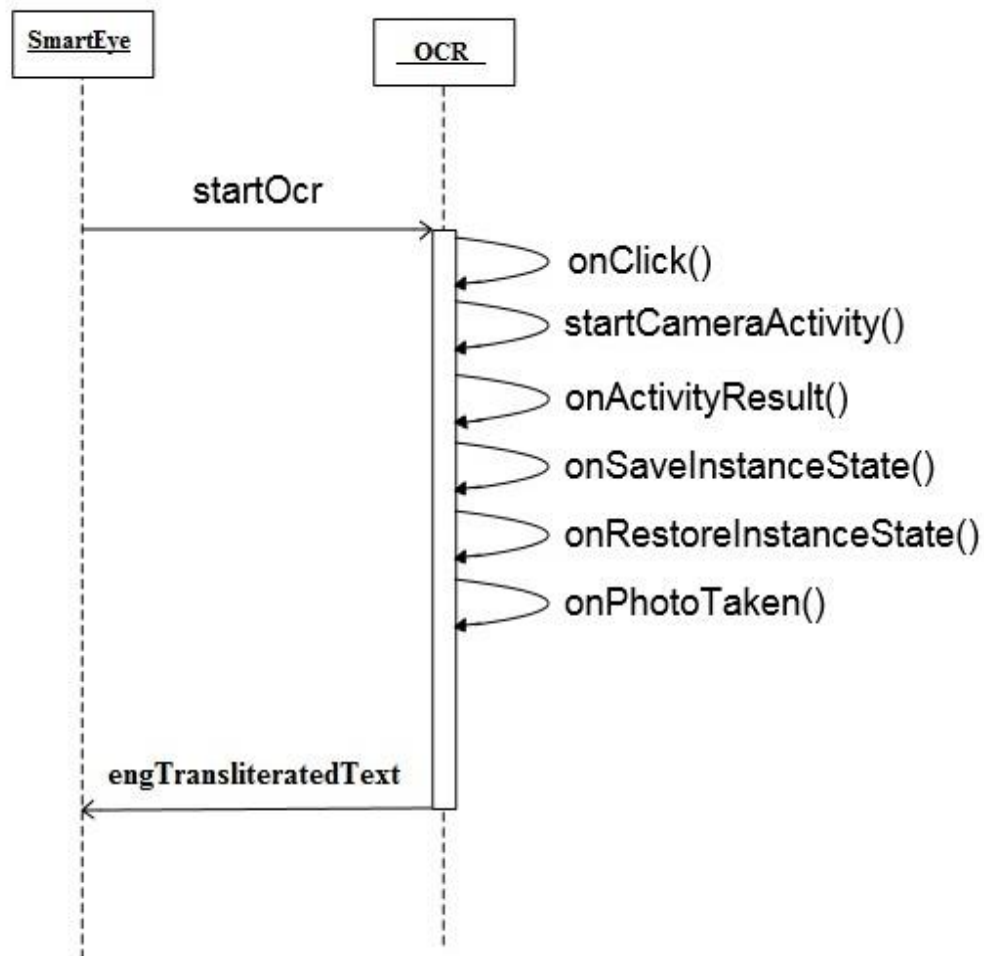 SmartEye
OCR
startOcr
onClick()
startCameraActivity()
onActivityResult()
onSaveInstanceState()
onRestoreInstanceState()
onPhotoTaken()
engTransliteratedText